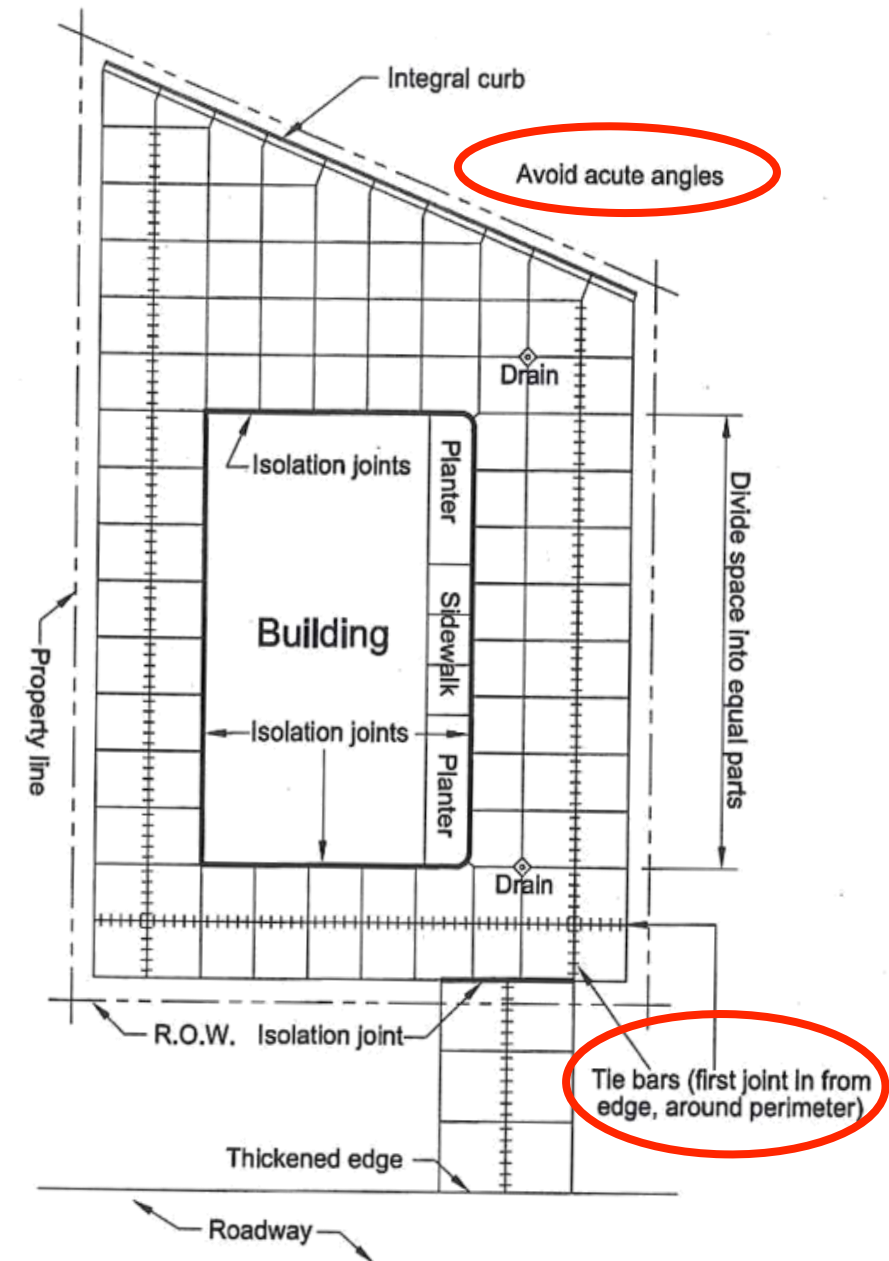 Integral curb
Avoid acute angles
Drain
Isolation joints
Planter
Divide space into equal parts
Building
Sidewalk
Property line
Isolation joints
Planter
Drain
R.O.W.
Isolation joint
Tie bars (first joint in from
edge, around perimeter)
Thickened edge
Roadway